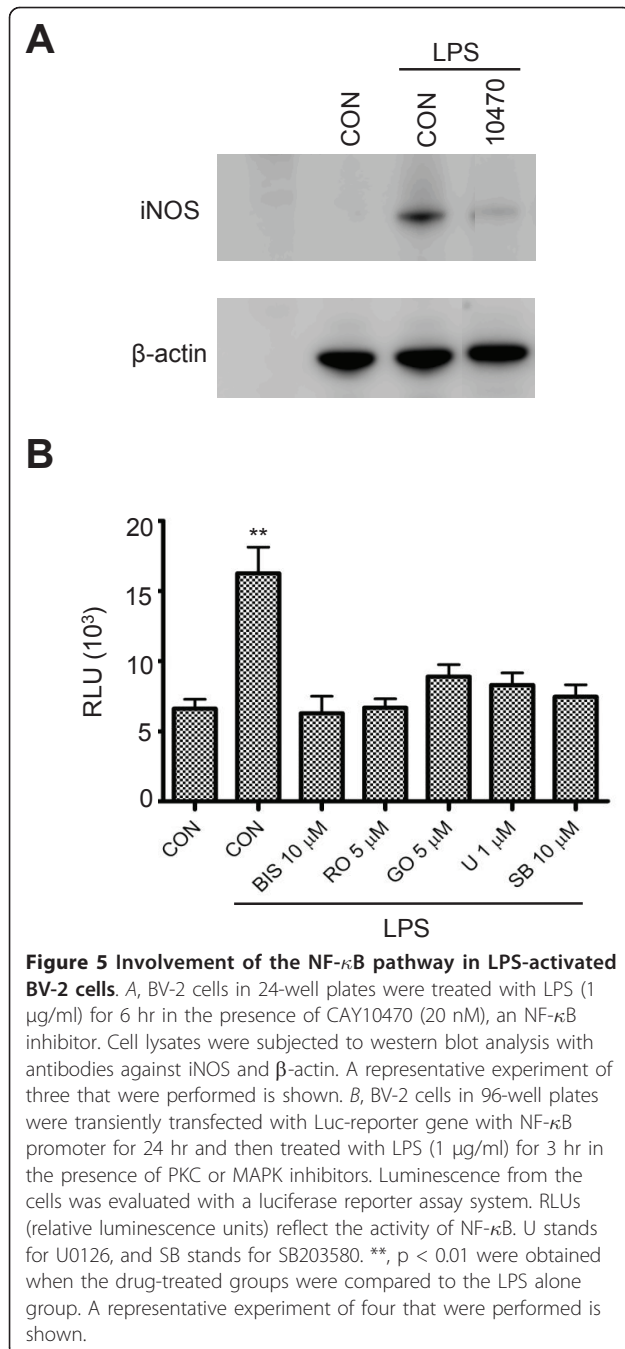 A
LPS
CON
CON
10470
iNOS
β-actin
B
20
15
10
5
0
RLU (10³)
**
CON
CON
BIS 10 μM
RO 5 μM
GO 5 μM
U 1 μM
SB 10 μM
LPS
Figure 5 Involvement of the NF-κB pathway in LPS-activated
BV-2 cells. A, BV-2 cells in 24-well plates were treated with LPS (1
μg/ml) for 6 hr in the presence of CAY10470 (20 nM), an NF-κB
inhibitor. Cell lysates were subjected to western blot analysis with
antibodies against iNOS and β-actin. A representative experiment of
three that were performed is shown. B, BV-2 cells in 96-well plates
were transiently transfected with Luc-reporter gene with NF-κB
promoter for 24 hr and then treated with LPS (1 μg/ml) for 3 hr in
the presence of PKC or MAPK inhibitors. Luminescence from the
cells was evaluated with a luciferase reporter assay system. RLUs
(relative luminescence units) reflect the activity of NF-κB. U stands
for U0126, and SB stands for SB203580. **, p < 0.01 were obtained
when the drug-treated groups were compared to the LPS alone
group. A representative experiment of four that were performed is
shown.